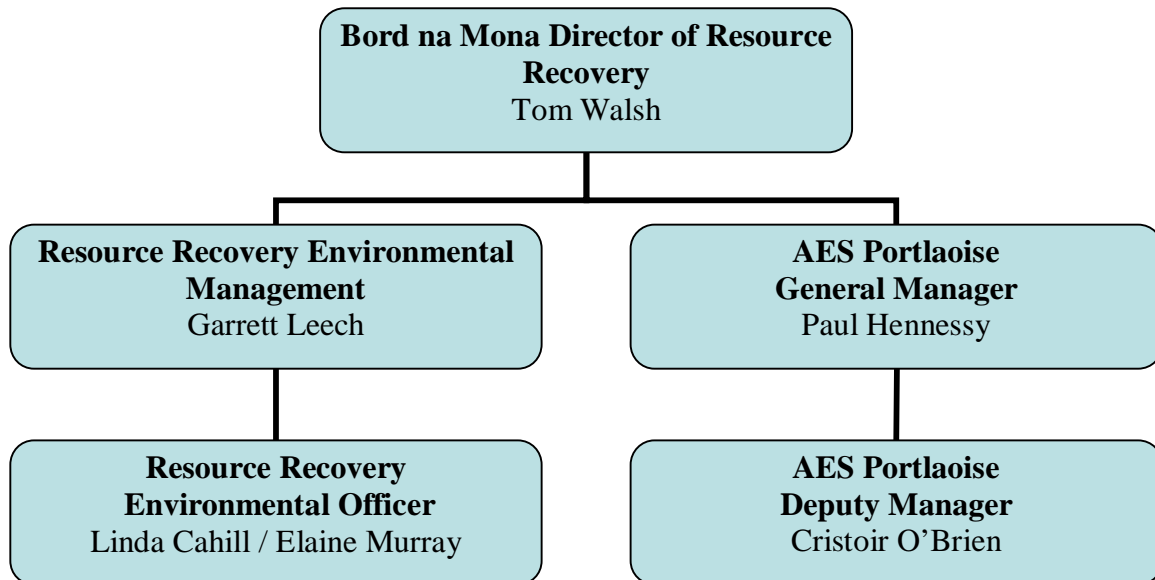 Bord na Mona Director of Resource
Recovery
Tom Walsh
Resource Recovery Environmental
Management
Garrett Leech
AES Portlaoise
General Manager
Paul Hennessy
Resource Recovery
Environmental Officer
Linda Cahill / Elaine Murray
AES Portlaoise
Deputy Manager
Cristoir O’Brien